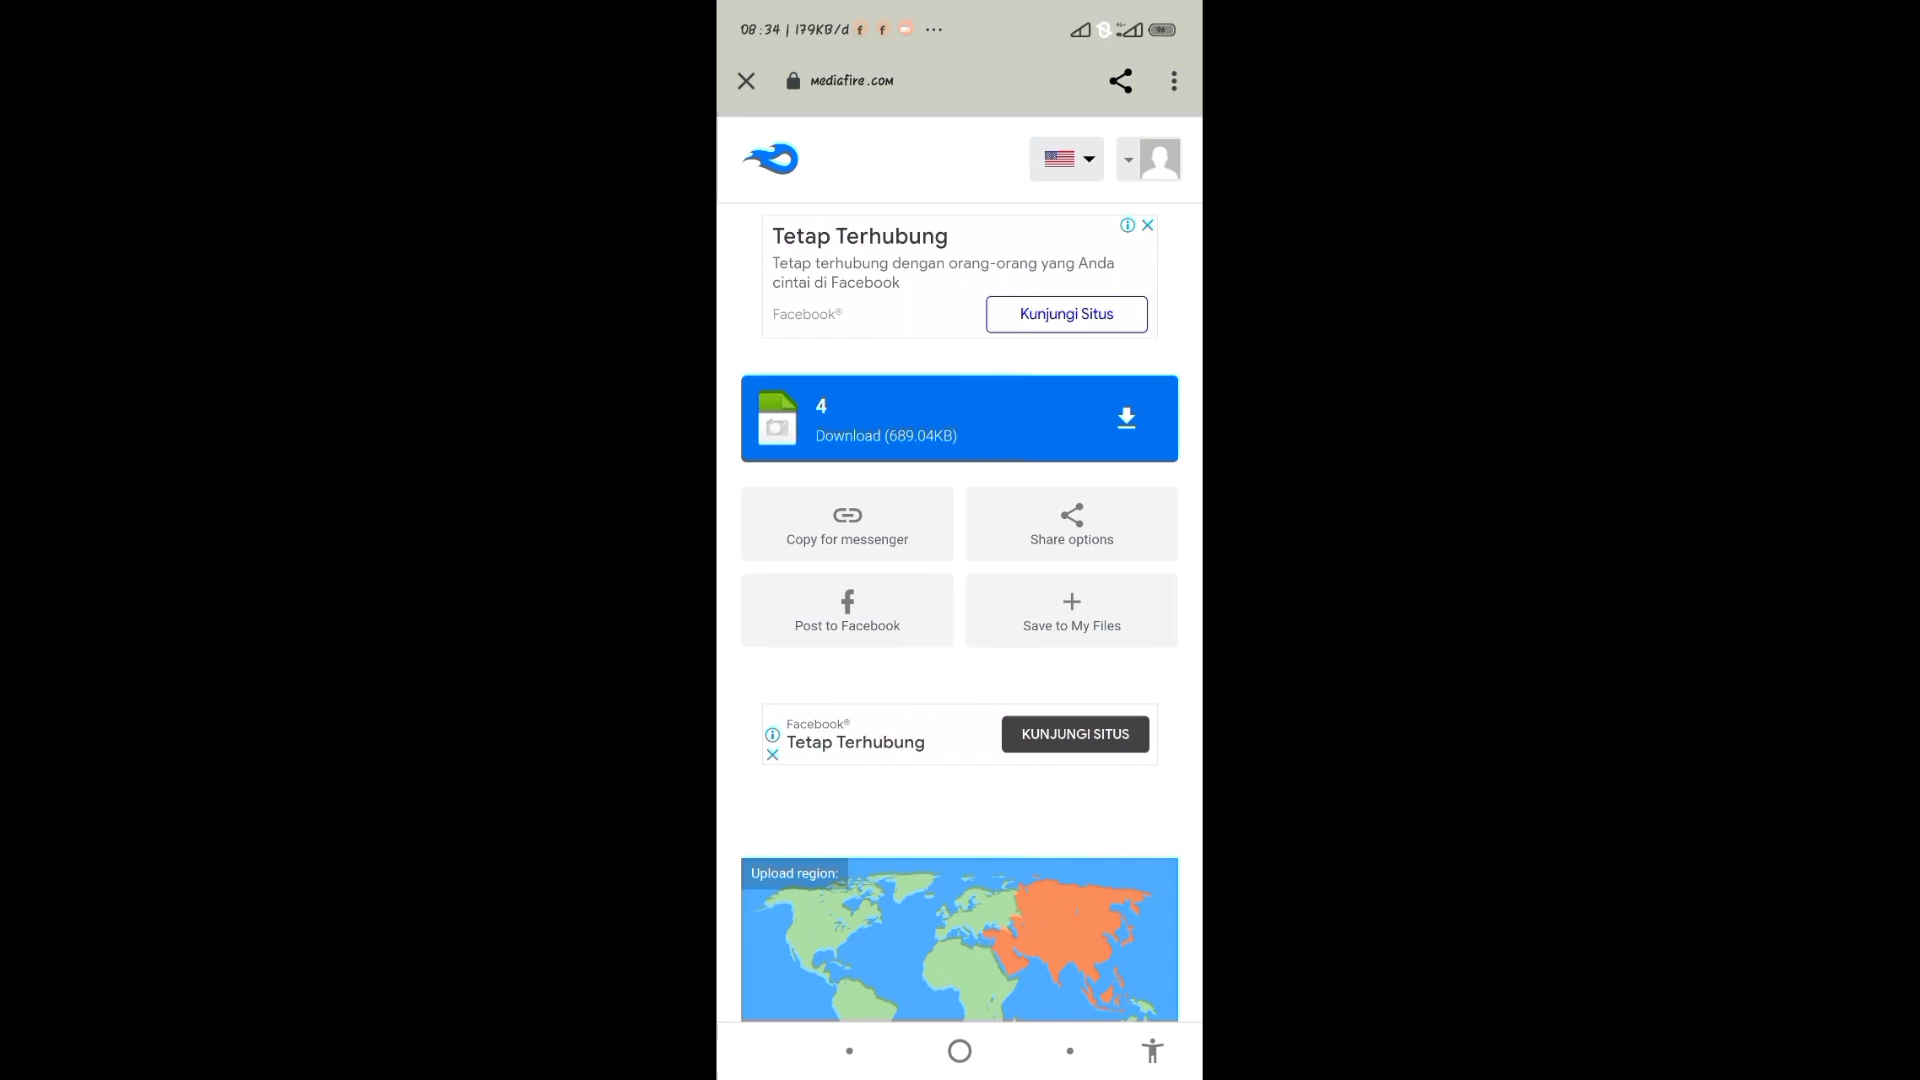 08:34 | 179KB/d
96
mediafire.com
Tetap Terhubung
Tetap terhubung dengan orang-orang yang Anda
cintai di Facebook
Facebook®
Kunjungi Situs
4
Download (689.04KB)
Copy for messenger
Share options
Post to Facebook
Save to My Files
Facebook®
Tetap Terhubung
KUNJUNGI SITUS
Upload region: